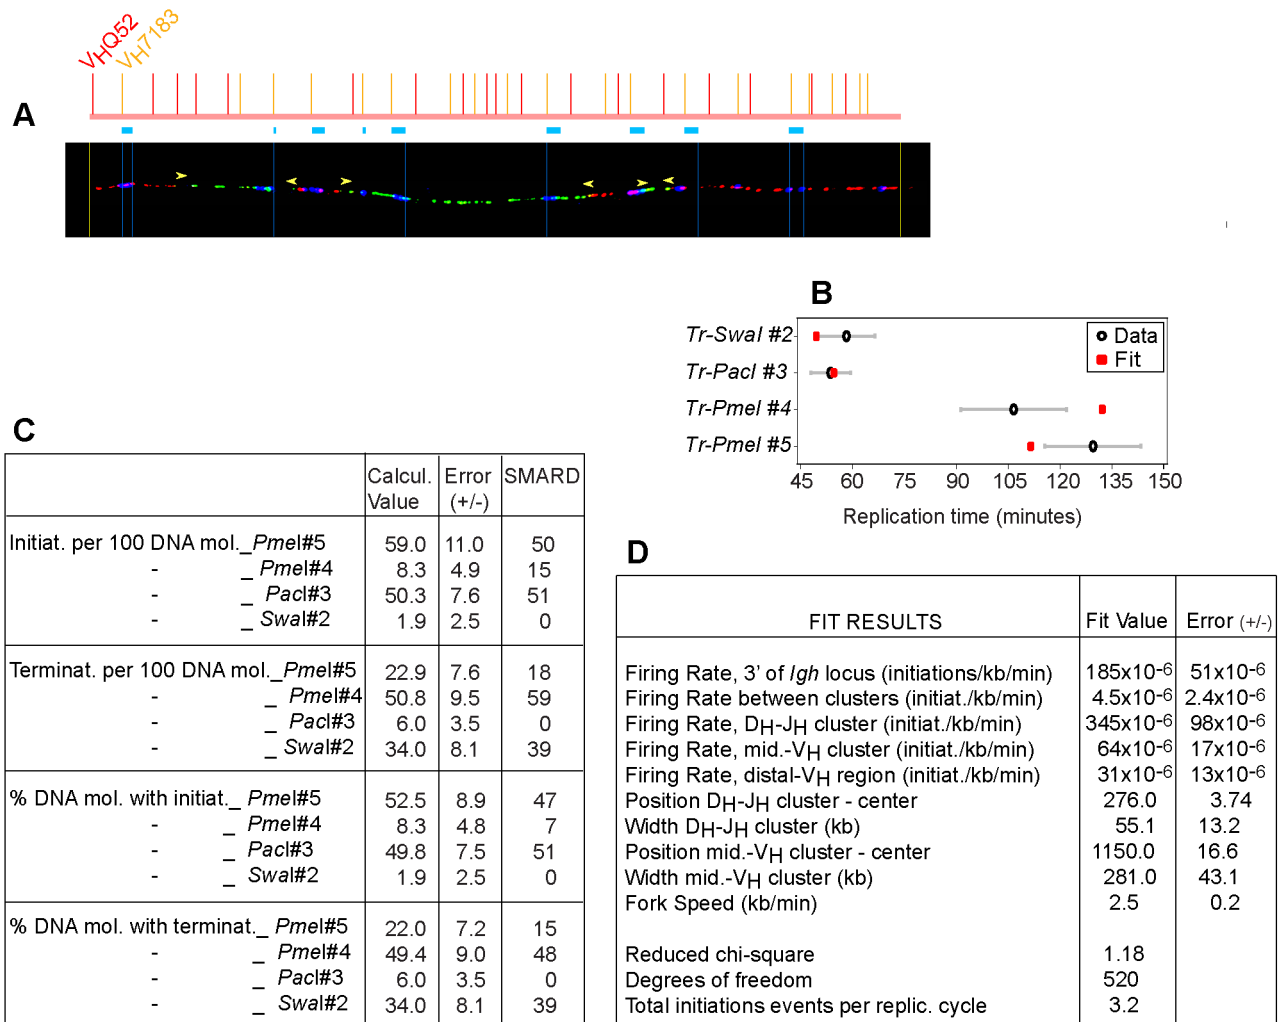 VHQ52
VH7183
A
B
Tr-SwaI #2
Tr-PacI #3
Tr-PmeI #4
Tr-PmeI #5
Data
Fit
45 60 75 90 105 120 135 150
Replication time (minutes)
C
Calcul. Value Error (+/-) SMARD
Initiat. per 100 DNA mol._PmeI#5 59.0 11.0 50
- _ PmeI#4 8.3 4.9 15
- _ PacI#3 50.3 7.6 51
- _ SwaI#2 1.9 2.5 0
Terminat. per 100 DNA mol._PmeI#5 22.9 7.6 18
- _ PmeI#4 50.8 9.5 59
- _ PacI#3 6.0 3.5 0
- _ SwaI#2 34.0 8.1 39
% DNA mol. with initiat._ PmeI#5 52.5 8.9 47
- _ PmeI#4 8.3 4.8 7
- _ PacI#3 49.8 7.5 51
- _ SwaI#2 1.9 2.5 0
% DNA mol. with terminat._ PmeI#5 22.0 7.2 15
- _ PmeI#4 49.4 9.0 48
- _ PacI#3 6.0 3.5 0
- _ SwaI#2 34.0 8.1 39
D
FIT RESULTS Fit Value Error (+/-)
Firing Rate, 3' of Igh locus (initiations/kb/min) 185x10-6 51x10-6
Firing Rate between clusters (initiat./kb/min) 4.5x10-6 2.4x10-6
Firing Rate, DH-JH cluster (initiat./kb/min) 345x10-6 98x10-6
Firing Rate, mid.-VH cluster (initiat./kb/min) 64x10-6 17x10-6
Firing Rate, distal-VH region (initiat./kb/min) 31x10-6 13x10-6
Position DH-JH cluster - center 276.0 3.74
Width DH-JH cluster (kb) 55.1 13.2
Position mid.-VH cluster - center 1150.0 16.6
Width mid.-VH cluster (kb) 281.0 43.1
Fork Speed (kb/min) 2.5 0.2
Reduced chi-square 1.18
Degrees of freedom 520
Total initiations events per replic. cycle 3.2